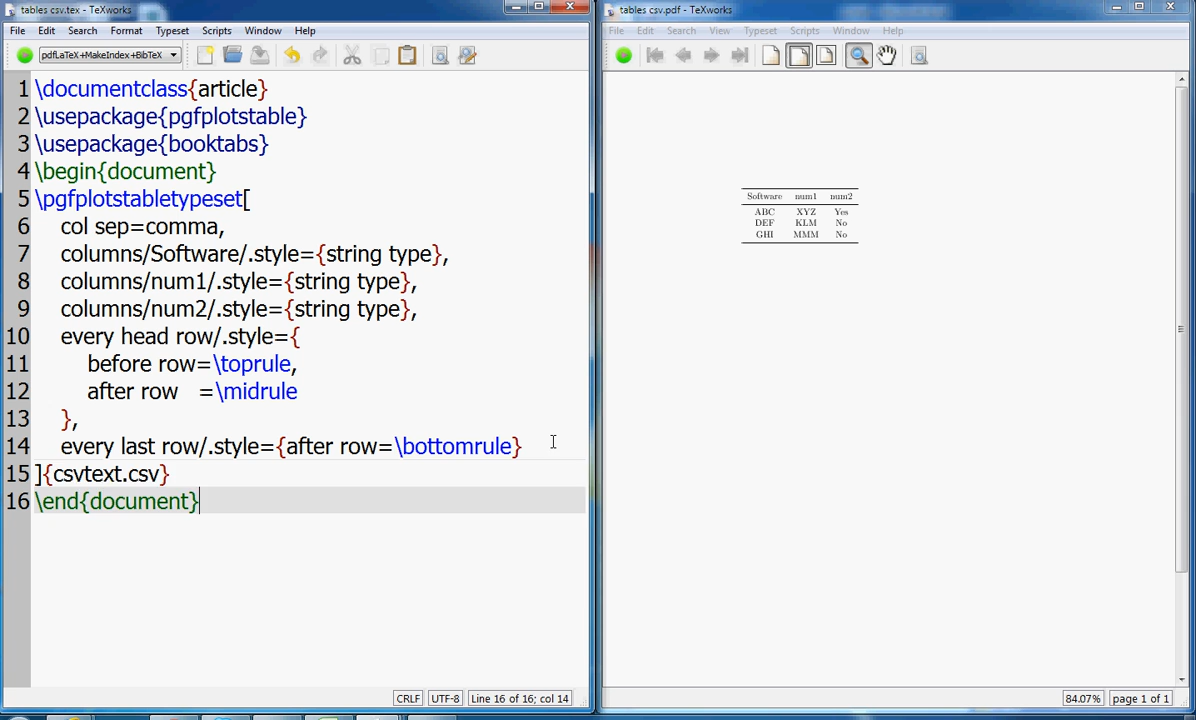 tables csv.tex - TeXworks
File Edit Search Format Typeset Scripts Window Help
pdfLaTeX+MakeIndex+BibTeX
1 \documentclass{article}
2 \usepackage{pgfplotstable}
3 \usepackage{booktabs}
4 \begin{document}
5 \pgfplotstabletypeset[
6 col sep=comma,
7 columns/Software/.style={string type},
8 columns/num1/.style={string type},
9 columns/num2/.style={string type},
10 every head row/.style={
11 before row=\toprule,
12 after row =\midrule
13 },
14 every last row/.style={after row=\bottomrule}
15 ]{csvtext.csv}
16 \end{document}
CRLF UTF-8 Line 16 of 16; col 14
tables csv.pdf - TeXworks
File Edit Search View Typeset Scripts Window Help
Software num1 num2
ABC XYZ Yes
DEF KLM No
GHI MMM No
84.07% page 1 of 1